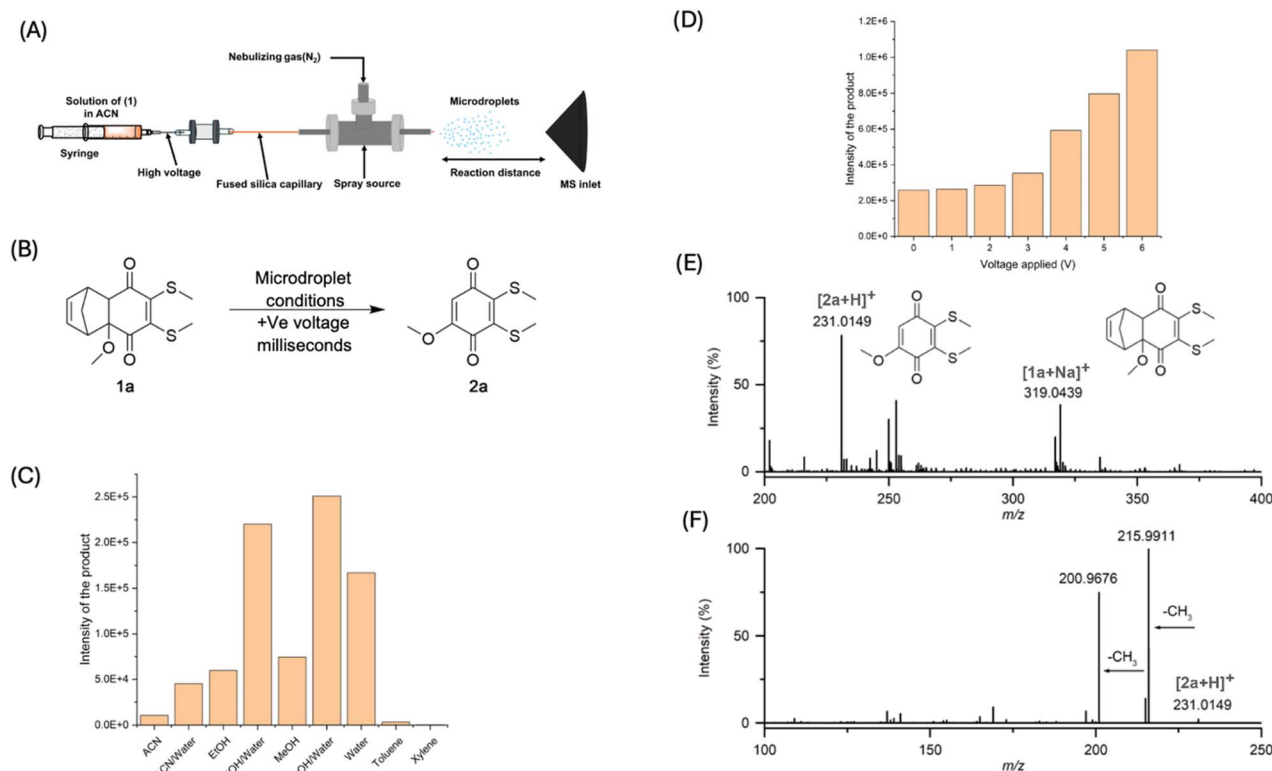 (A)
Nebulizing gas(N₂)
Solution of (1)
in ACN
Microdroplets
Syringe
High voltage
Fused silica capillary
Spray source
Reaction distance
MS inlet
(B)
O
S
S
O
O
1a
Microdroplet
conditions
+Ve voltage
milliseconds
O
S
S
O
O
2a
(C)
Intensity of the product
2.5E+5
2.0E+5
1.5E+5
1.0E+5
5.0E+4
0.0E+0
ACN
CN/Water
EtOH
OH/Water
MeOH
OH/Water
Water
Toluene
Xylene
(D)
Intensity of the product
1.2E+6
1.0E+6
8.0E+5
6.0E+5
4.0E+5
2.0E+5
0.0E+0
0 1 2 3 4 5 6
Voltage applied (V)
(E)
Intensity (%)
100
50
0
[2a+H]⁺
231.0149
O
S
S
O
O
[1a+Na]⁺
319.0439
O
S
S
O
O
200 250 300 350 400
m/z
(F)
Intensity (%)
100
50
0
215.9911
200.9676
-CH₃
-CH₃
[2a+H]⁺
231.0149
100 150 200 250
m/z